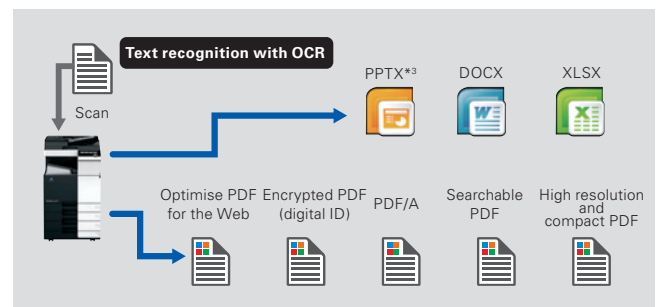 Text recognition with OCR
Scan
PPTX*3
DOCX
XLSX
W
X
Optimise PDF
for the Web
Encrypted PDF
(digital ID)
PDF/A
Searchable
PDF
High resolution
and
compact PDF